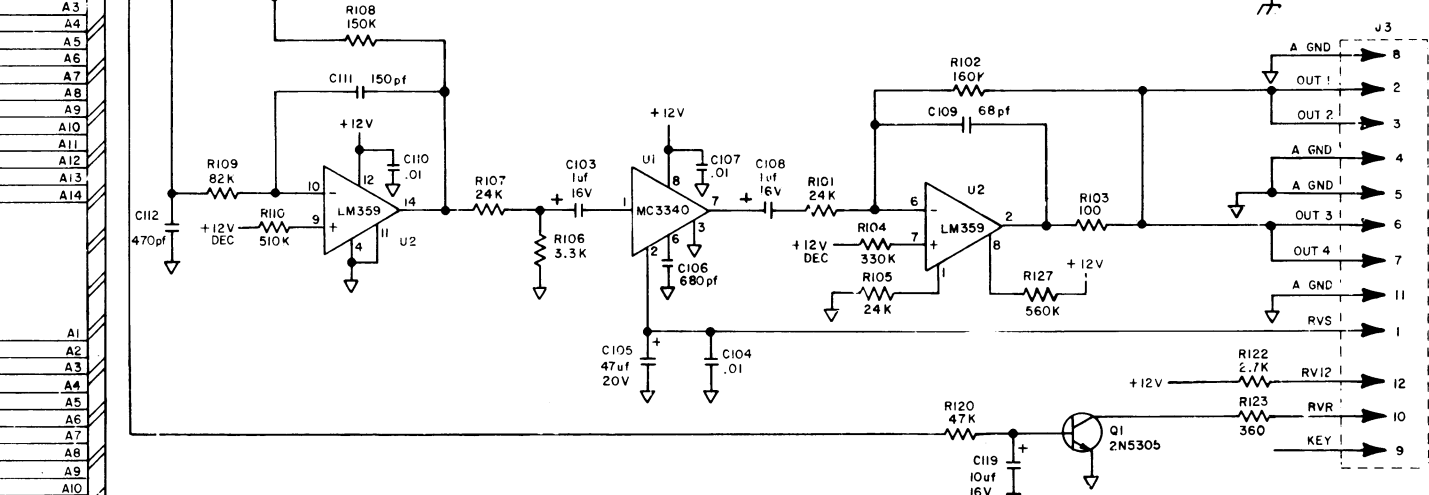 A3
A4
A5
A6
A7
A8
A9
A10
A11
A12
A13
A14
A1
A2
A3
A4
A5
A6
A7
A8
A9
A10
R108
150K
C111 150pf
+12V
C110
.01
R109
82K
10
12
14
LM359
U2
9
11
4
+12V
DEC
R110
510K
C112
470pf
R107
24K
R106
3.3K
C103
1uf
16V
+
+12V
U1
8
C107
.01
1
MC3340
7
3
6
2
C106
680pf
C105
47uf
20V
+
C104
.01
C108
1uf
16V
+
R101
24K
R102
160K
C109 68pf
U2
6
LM359
2
7
8
1
+12V
DEC
R104
330K
R105
24K
R103
100
R127
560K
+12V
R120
47K
C119
10uf
16V
+
Q1
2N5305
+12V
R122
2.7K
R123
360
J3
A GND 8
OUT 1 2
OUT 2 3
A GND 4
A GND 5
OUT 3 6
OUT 4 7
A GND 11
RVS 1
RV12 12
RVR 10
KEY 9